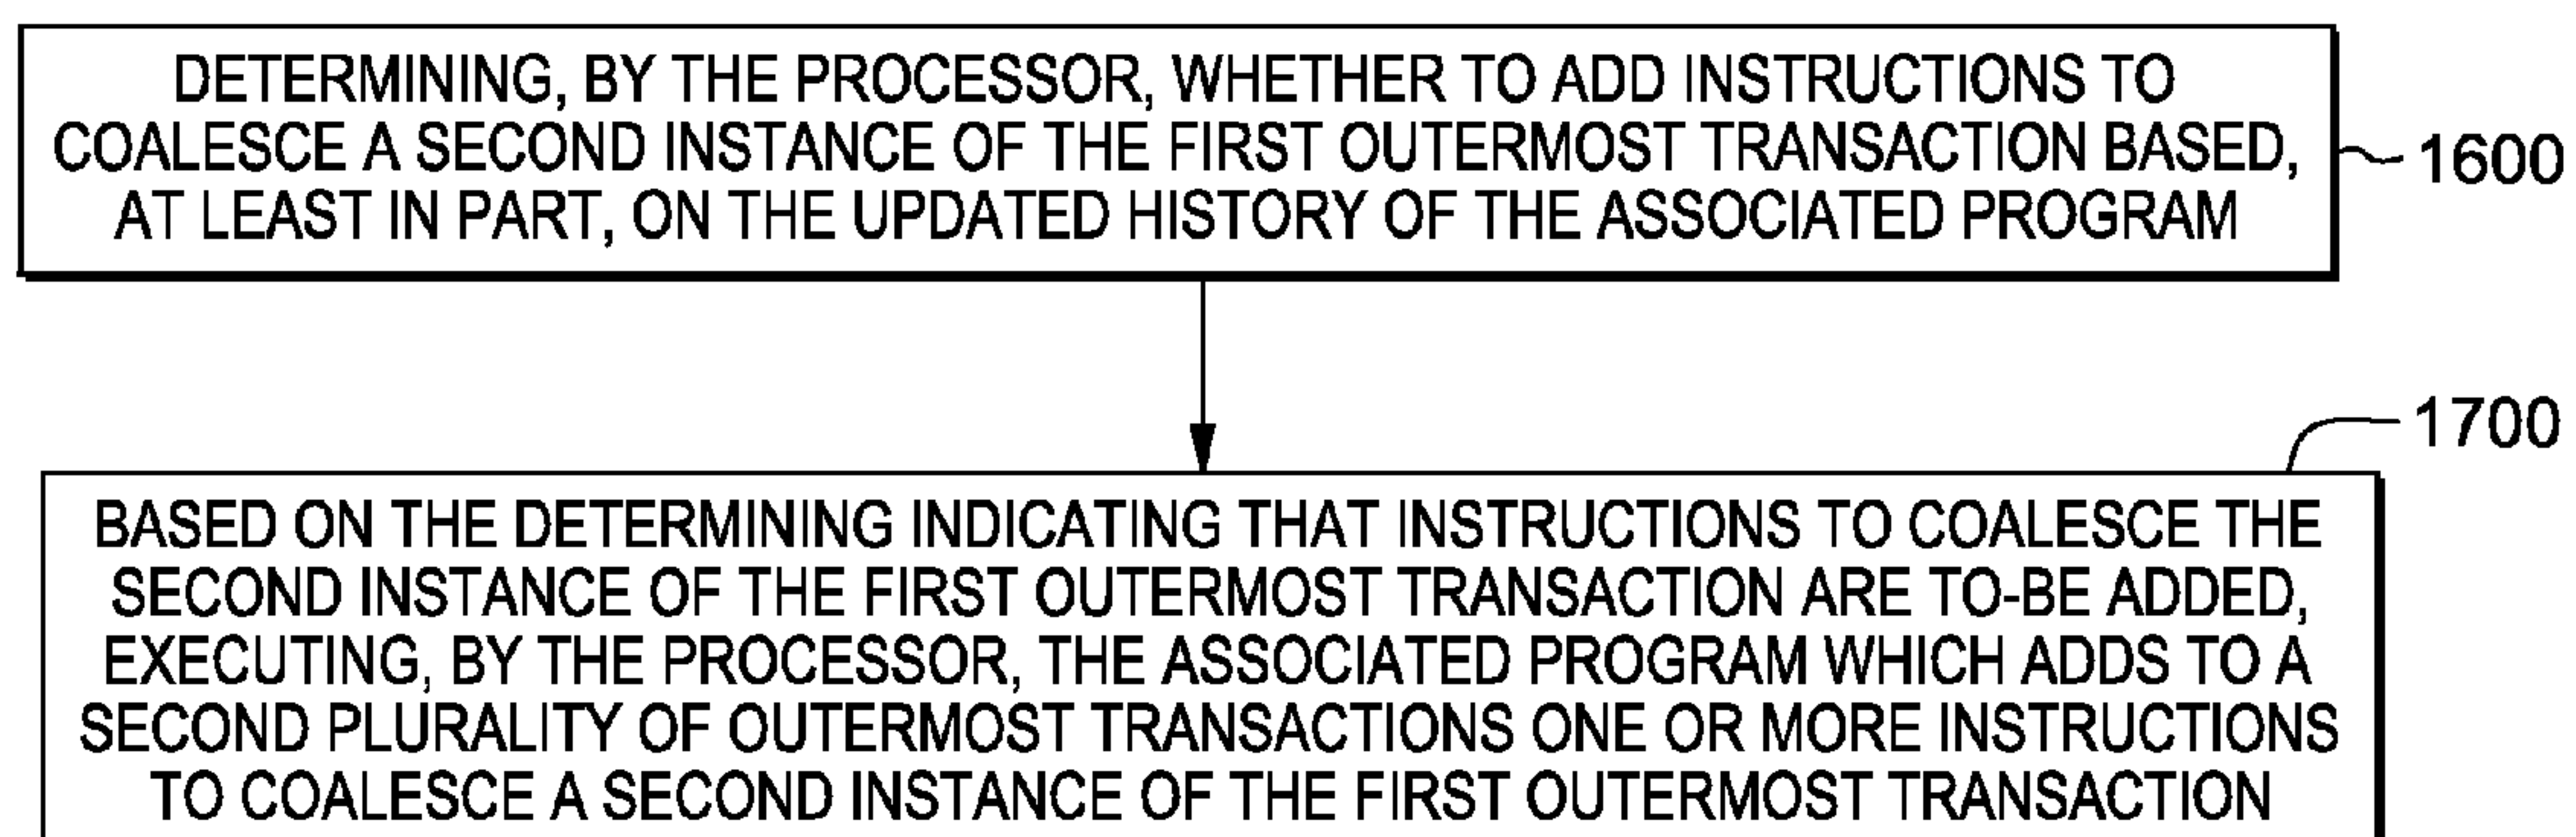 DETERMINING, BY THE PROCESSOR, WHETHER TO ADD INSTRUCTIONS TO
COALESCE A SECOND INSTANCE OF THE FIRST OUTERMOST TRANSACTION BASED,
AT LEAST IN PART, ON THE UPDATED HISTORY OF THE ASSOCIATED PROGRAM
1600
1700
BASED ON THE DETERMINING INDICATING THAT INSTRUCTIONS TO COALESCE THE
SECOND INSTANCE OF THE FIRST OUTERMOST TRANSACTION ARE TO-BE ADDED,
EXECUTING, BY THE PROCESSOR, THE ASSOCIATED PROGRAM WHICH ADDS TO A
SECOND PLURALITY OF OUTERMOST TRANSACTIONS ONE OR MORE INSTRUCTIONS
TO COALESCE A SECOND INSTANCE OF THE FIRST OUTERMOST TRANSACTION